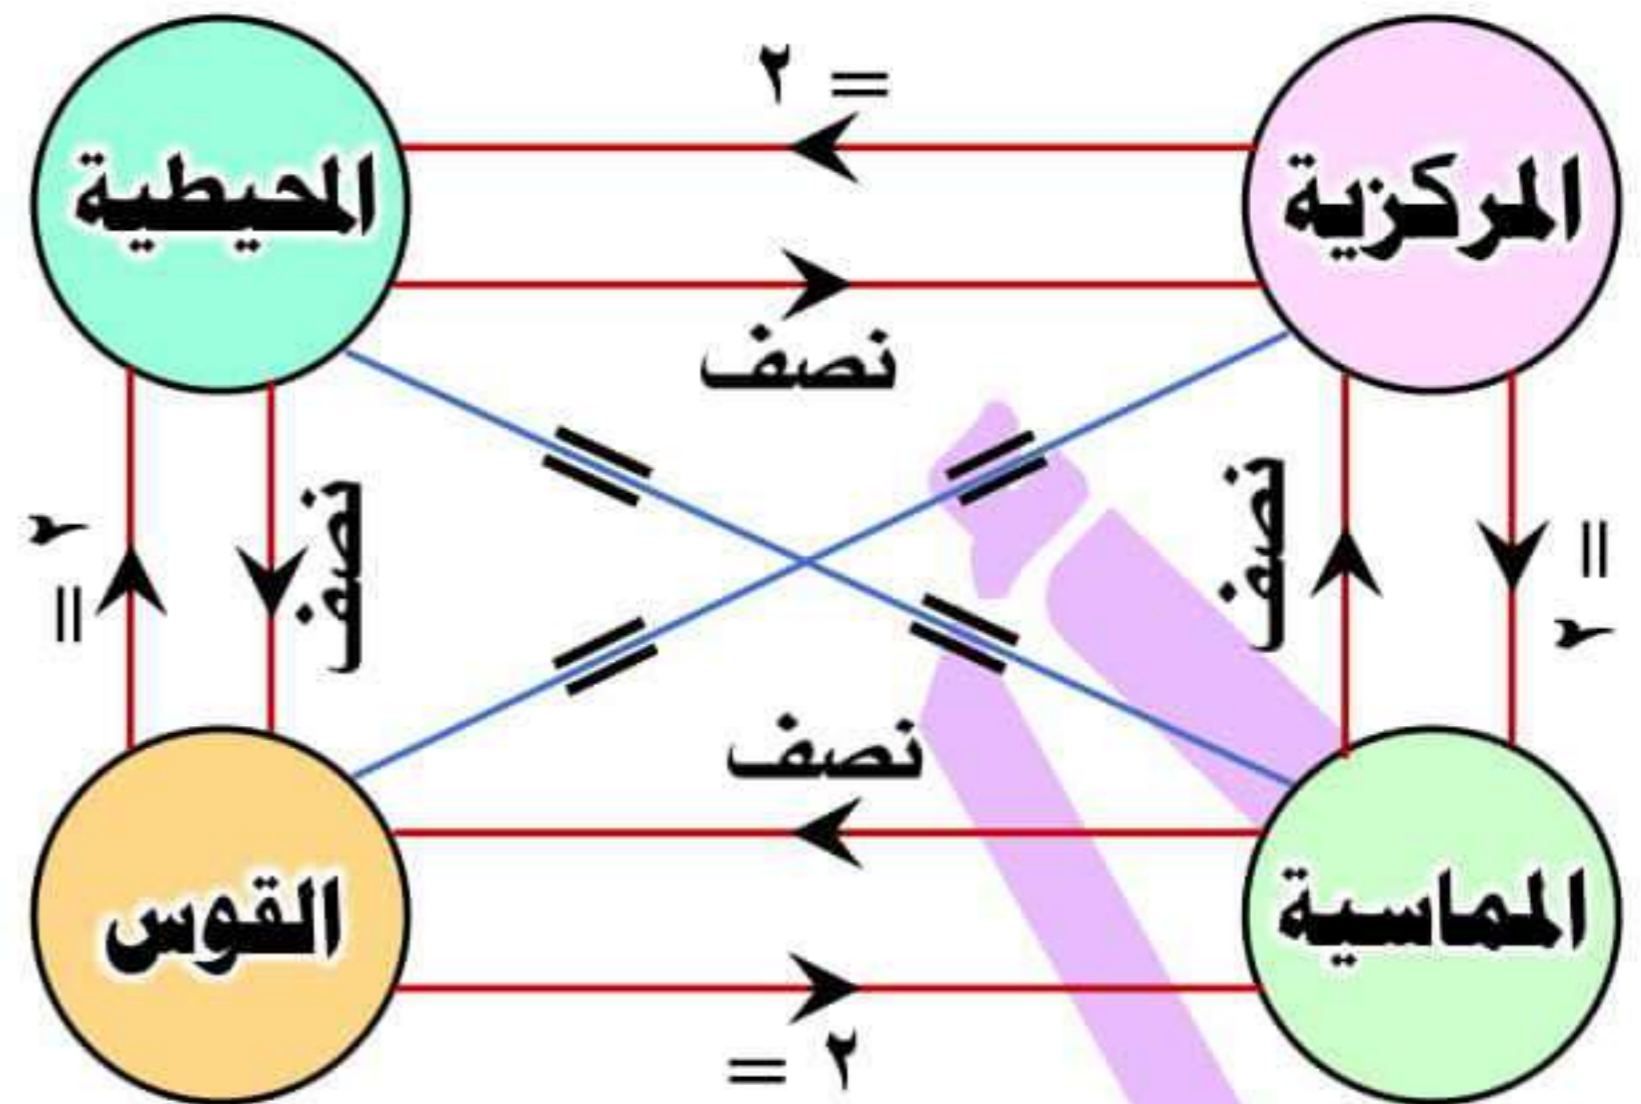 = ٢
المركزية
المحيطية
نصف
نصف
= ٢
نصف
= ٢
نصف
المماسية
القوس
= ٢